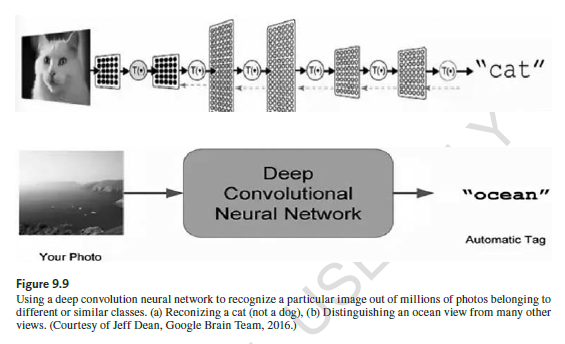 T(•) T(•) T(•) T(•) T(•) T(•) "cat"
Deep
Convolutional
Neural Network
"ocean"
Your Photo
Automatic Tag
Figure 9.9
Using a deep convolution neural network to recognize a particular image out of millions of photos belonging to
different or similar classes. (a) Reconizing a cat (not a dog), (b) Distinguishing an ocean view from many other
views. (Courtesy of Jeff Dean, Google Brain Team, 2016.)